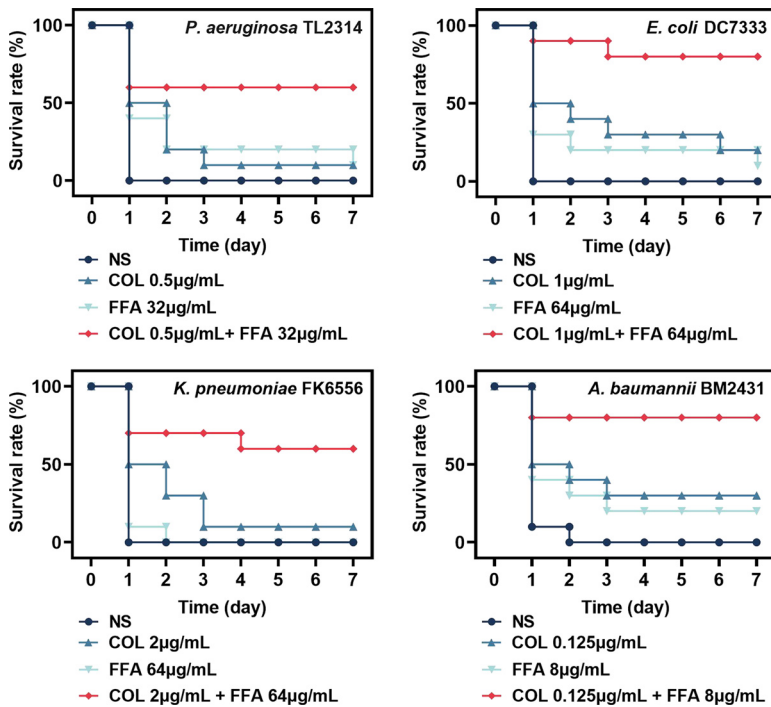 P. aeruginosa TL2314
Survival rate (%)
100
50
0
0 1 2 3 4 5 6 7
Time (day)
NS
COL 0.5μg/mL
FFA 32μg/mL
COL 0.5μg/mL+ FFA 32μg/mL
E. coli DC7333
Survival rate (%)
100
50
0
0 1 2 3 4 5 6 7
Time (day)
NS
COL 1μg/mL
FFA 64μg/mL
COL 1μg/mL+ FFA 64μg/mL
K. pneumoniae FK6556
Survival rate (%)
100
50
0
0 1 2 3 4 5 6 7
Time (day)
NS
COL 2μg/mL
FFA 64μg/mL
COL 2μg/mL + FFA 64μg/mL
A. baumannii BM2431
Survival rate (%)
100
50
0
0 1 2 3 4 5 6 7
Time (day)
NS
COL 0.125μg/mL
FFA 8μg/mL
COL 0.125μg/mL + FFA 8μg/mL